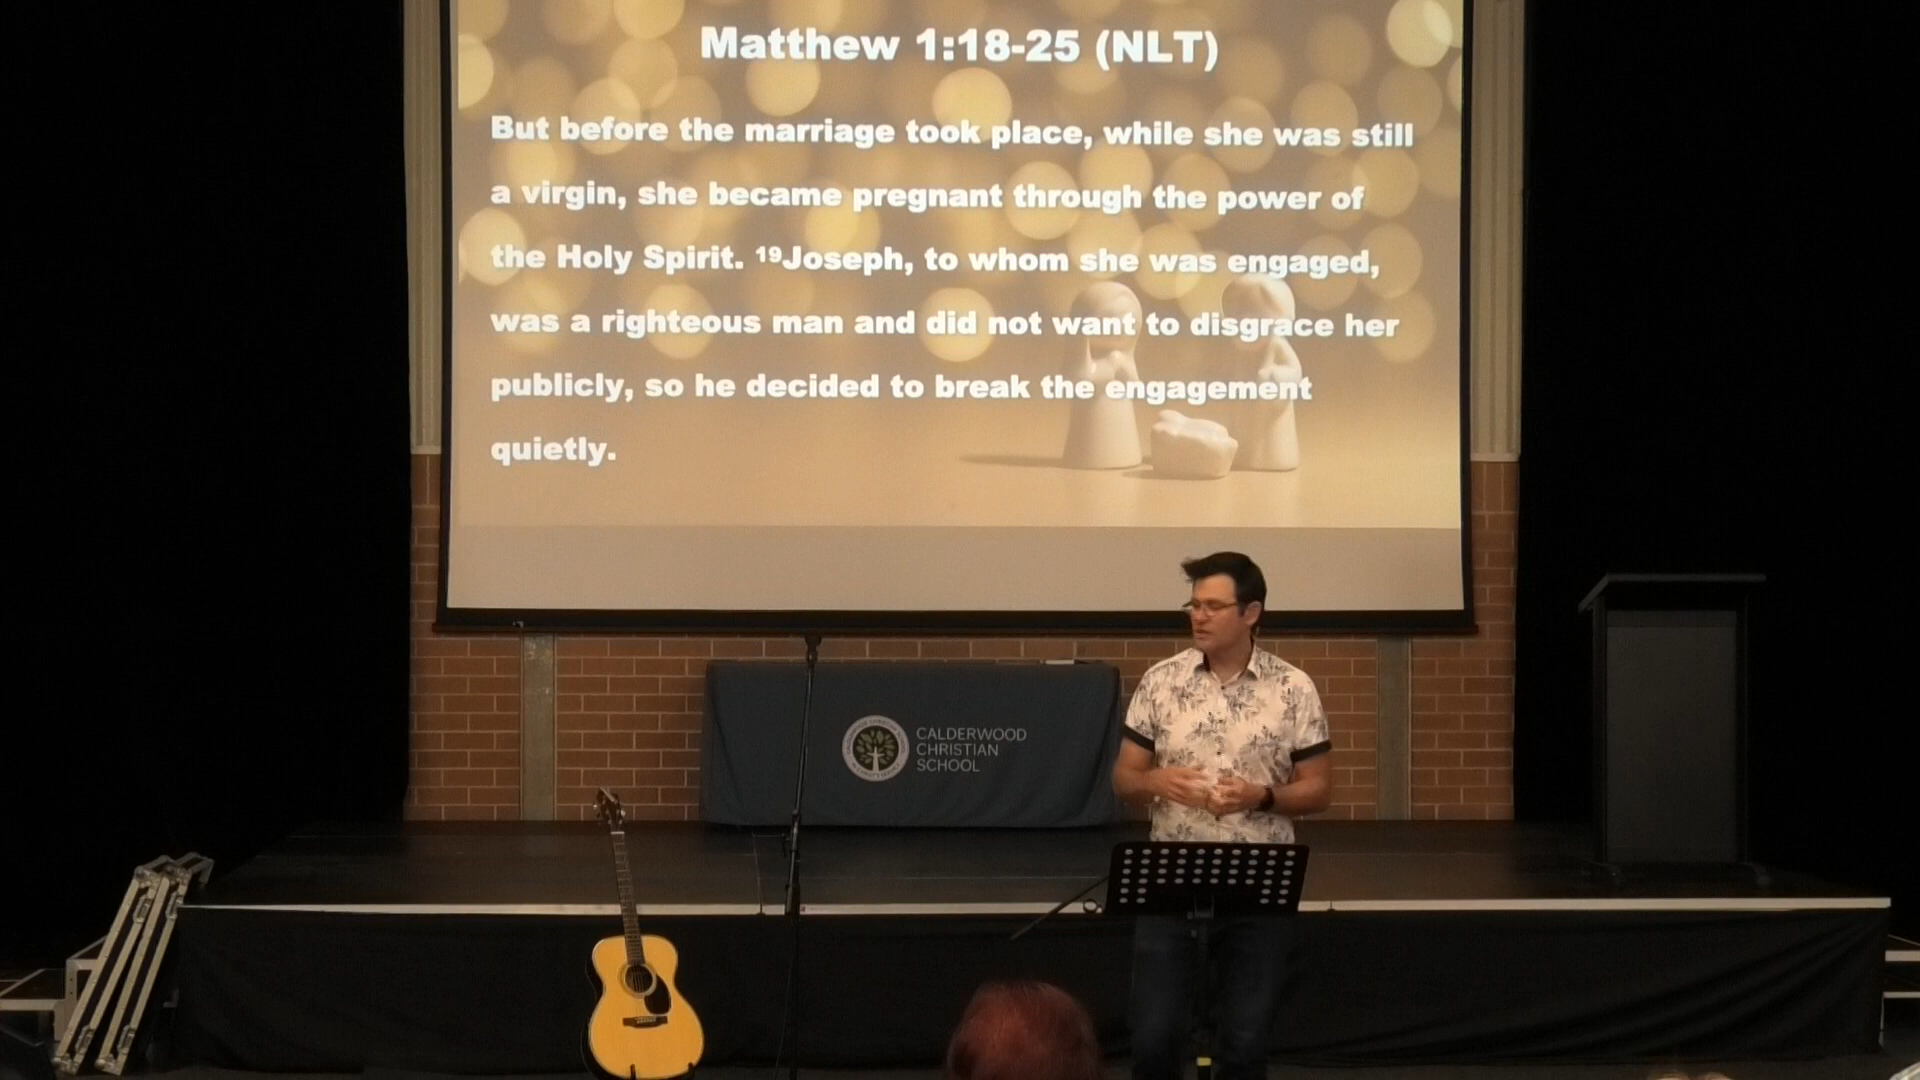 Matthew 1:18-25 (NLT)
But before the marriage took place, while she was still
a virgin, she became pregnant through the power of
the Holy Spirit. ¹⁹Joseph, to whom she was engaged,
was a righteous man and did not want to disgrace her
publicly, so he decided to break the engagement
quietly.
CALDERWOOD
CHRISTIAN
SCHOOL